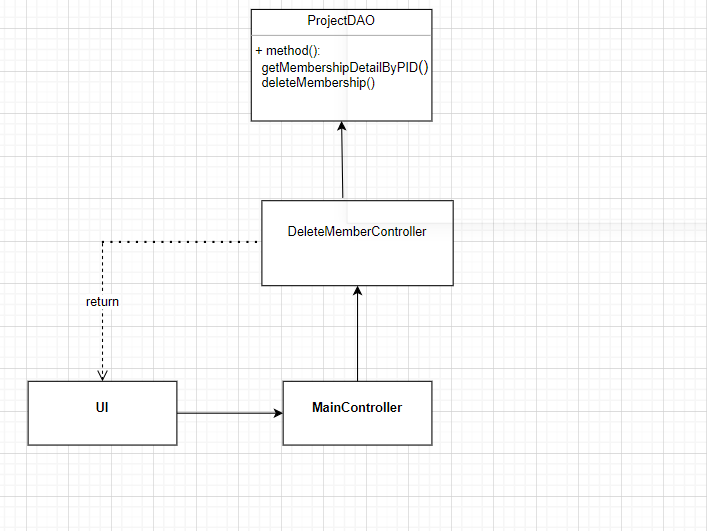 ProjectDAO
+ method():
getMembershipDetailByPID()
deleteMembership()
DeleteMemberController
return
UI
MainController